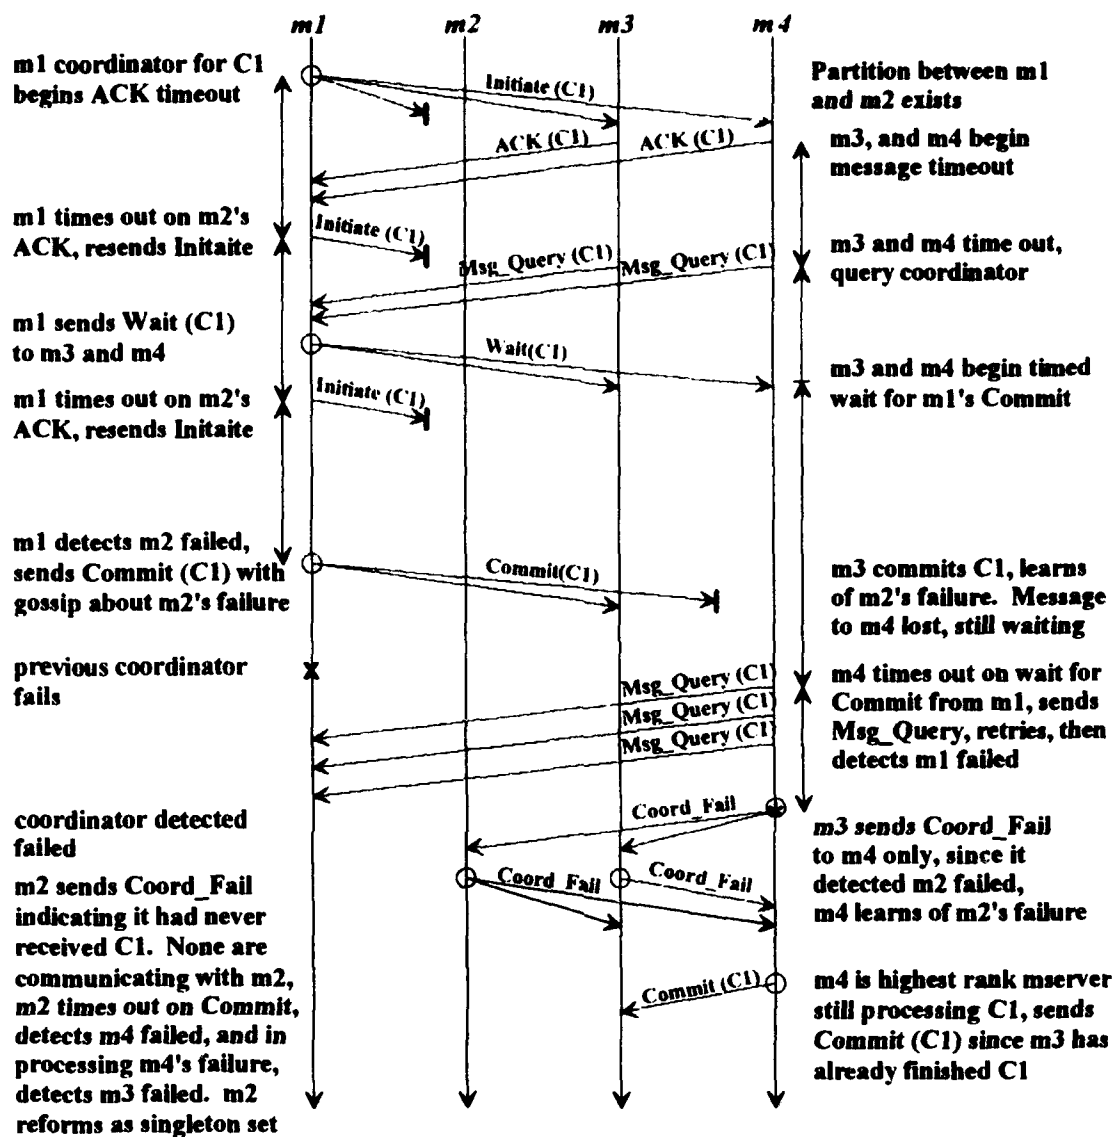 m1
m2
m3
m4
m1 coordinator for C1
begins ACK timeout
Initiate (C1)
Partition between m1
and m2 exists
ACK (C1)
ACK (C1)
m3, and m4 begin
message timeout
m1 times out on m2's
ACK, resends Initaite
Initiate (C1)
Msg_Query (C1)
Msg_Query (C1)
m3 and m4 time out,
query coordinator
m1 sends Wait (C1)
to m3 and m4
Wait(C1)
m3 and m4 begin timed
wait for m1's Commit
m1 times out on m2's
ACK, resends Initaite
Initiate (C1)
m1 detects m2 failed,
sends Commit (C1) with
gossip about m2's failure
Commit(C1)
m3 commits C1, learns
of m2's failure. Message
to m4 lost, still waiting
previous coordinator
fails
Msg_Query (C1)
Msg_Query (C1)
Msg_Query (C1)
m4 times out on wait for
Commit from m1, sends
Msg_Query, retries, then
detects m1 failed
coordinator detected
failed
Coord_Fail
m3 sends Coord_Fail
to m4 only, since it
detected m2 failed,
m4 learns of m2's failure
m2 sends Coord_Fail
indicating it had never
received C1. None are
communicating with m2,
m2 times out on Commit,
detects m4 failed, and in
processing m4's failure,
detects m3 failed. m2
reforms as singleton set
Coord_Fail
Coord_Fail
Commit (C1)
m4 is highest rank mserver
still processing C1, sends
Commit (C1) since m3 has
already finished C1